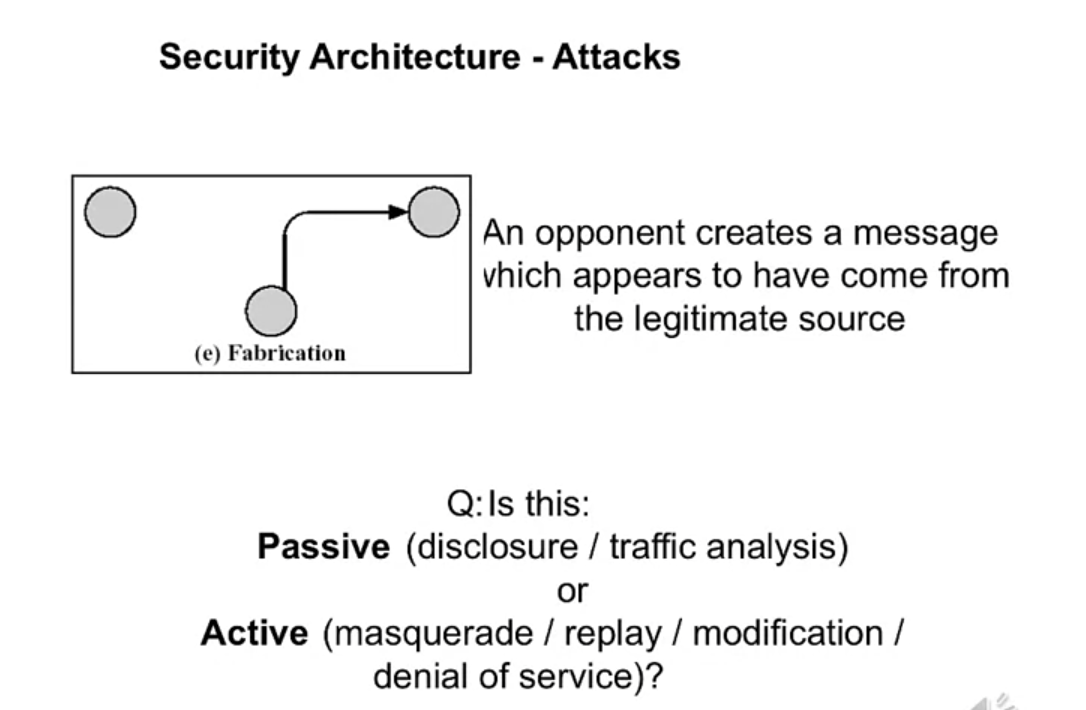 Security Architecture - Attacks
An opponent creates a message
which appears to have come from
the legitimate source
(e) Fabrication
Q: Is this:
Passive (disclosure / traffic analysis)
or
Active (masquerade / replay / modification /
denial of service)?